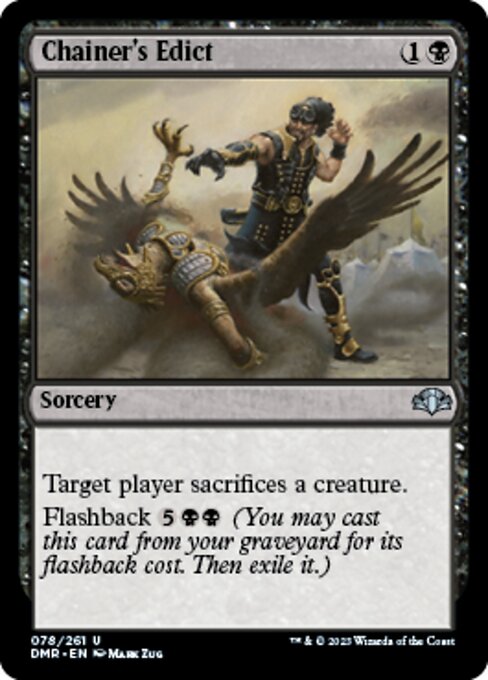 Chainer's Edict 1
Sorcery
Target player sacrifices a creature.
Flashback 5 (You may cast
this card from your graveyard for its
flashback cost. Then exile it.)
078/261 U
™ & © 2023 Wizards of the Coast
DMR • EN Mark Zug